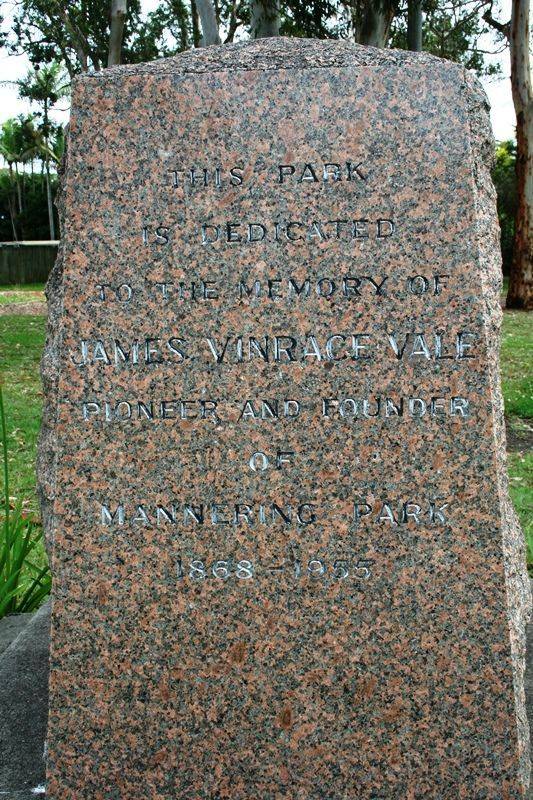 THIS PARK
IS DEDICATED
TO THE MEMORY OF
JAMES VINRACE VALE
PIONEER AND FOUNDER
OF
MANNERING PARK
1868 - 1955